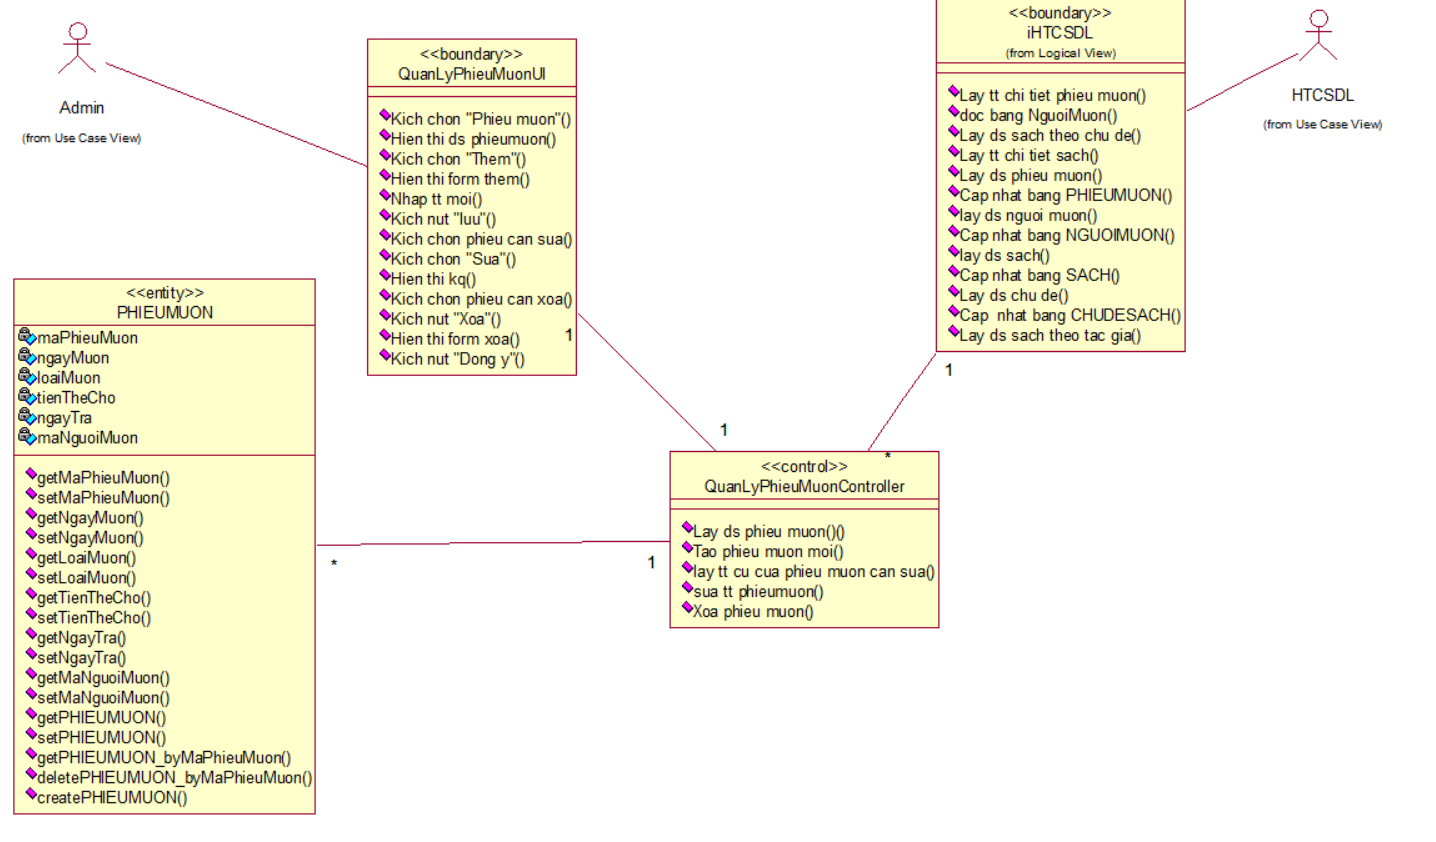 Admin
(from Use Case View)
<<boundary>>
QuanLyPhieuMuonUI
Kich chon "Phieu muon"()
Hien thi ds phieumuon()
Kich chon "Them"()
Hien thi form them()
Nhap tt moi()
Kich nut "luu"()
Kich chon phieu can sua()
Kich chon "Sua"()
Hien thi kq()
Kich chon phieu can xoa()
Kich nut "Xoa"()
Hien thi form xoa()
Kich nut "Dong y"()
1
1
<<boundary>>
iHTCSDL
(from Logical View)
Lay tt chi tiet phieu muon()
doc bang NguoiMuon()
Lay ds sach theo chu de()
Lay tt chi tiet sach()
Lay ds phieu muon()
Cap nhat bang PHIEUMUON()
lay ds nguoi muon()
Cap nhat bang NGUOIMUON()
lay ds sach()
Cap nhat bang SACH()
Lay ds chu de()
Cap  nhat bang CHUDESACH()
Lay ds sach theo tac gia()
1
*
HTCSDL
(from Use Case View)
<<entity>>
PHIEUMUON
maPhieuMuon
ngayMuon
loaiMuon
tienTheCho
ngayTra
maNguoiMuon
getMaPhieuMuon()
setMaPhieuMuon()
getNgayMuon()
setNgayMuon()
getLoaiMuon()
setLoaiMuon()
getTienTheCho()
setTienTheCho()
getNgayTra()
setNgayTra()
getMaNguoiMuon()
setMaNguoiMuon()
getPHIEUMUON()
setPHIEUMUON()
getPHIEUMUON_byMaPhieuMuon()
deletePHIEUMUON_byMaPhieuMuon()
createPHIEUMUON()
*
1
<<control>>
QuanLyPhieuMuonController
Lay ds phieu muon()()
Tao phieu muon moi()
lay tt cu cua phieu muon can sua()
sua tt phieumuon()
Xoa phieu muon()